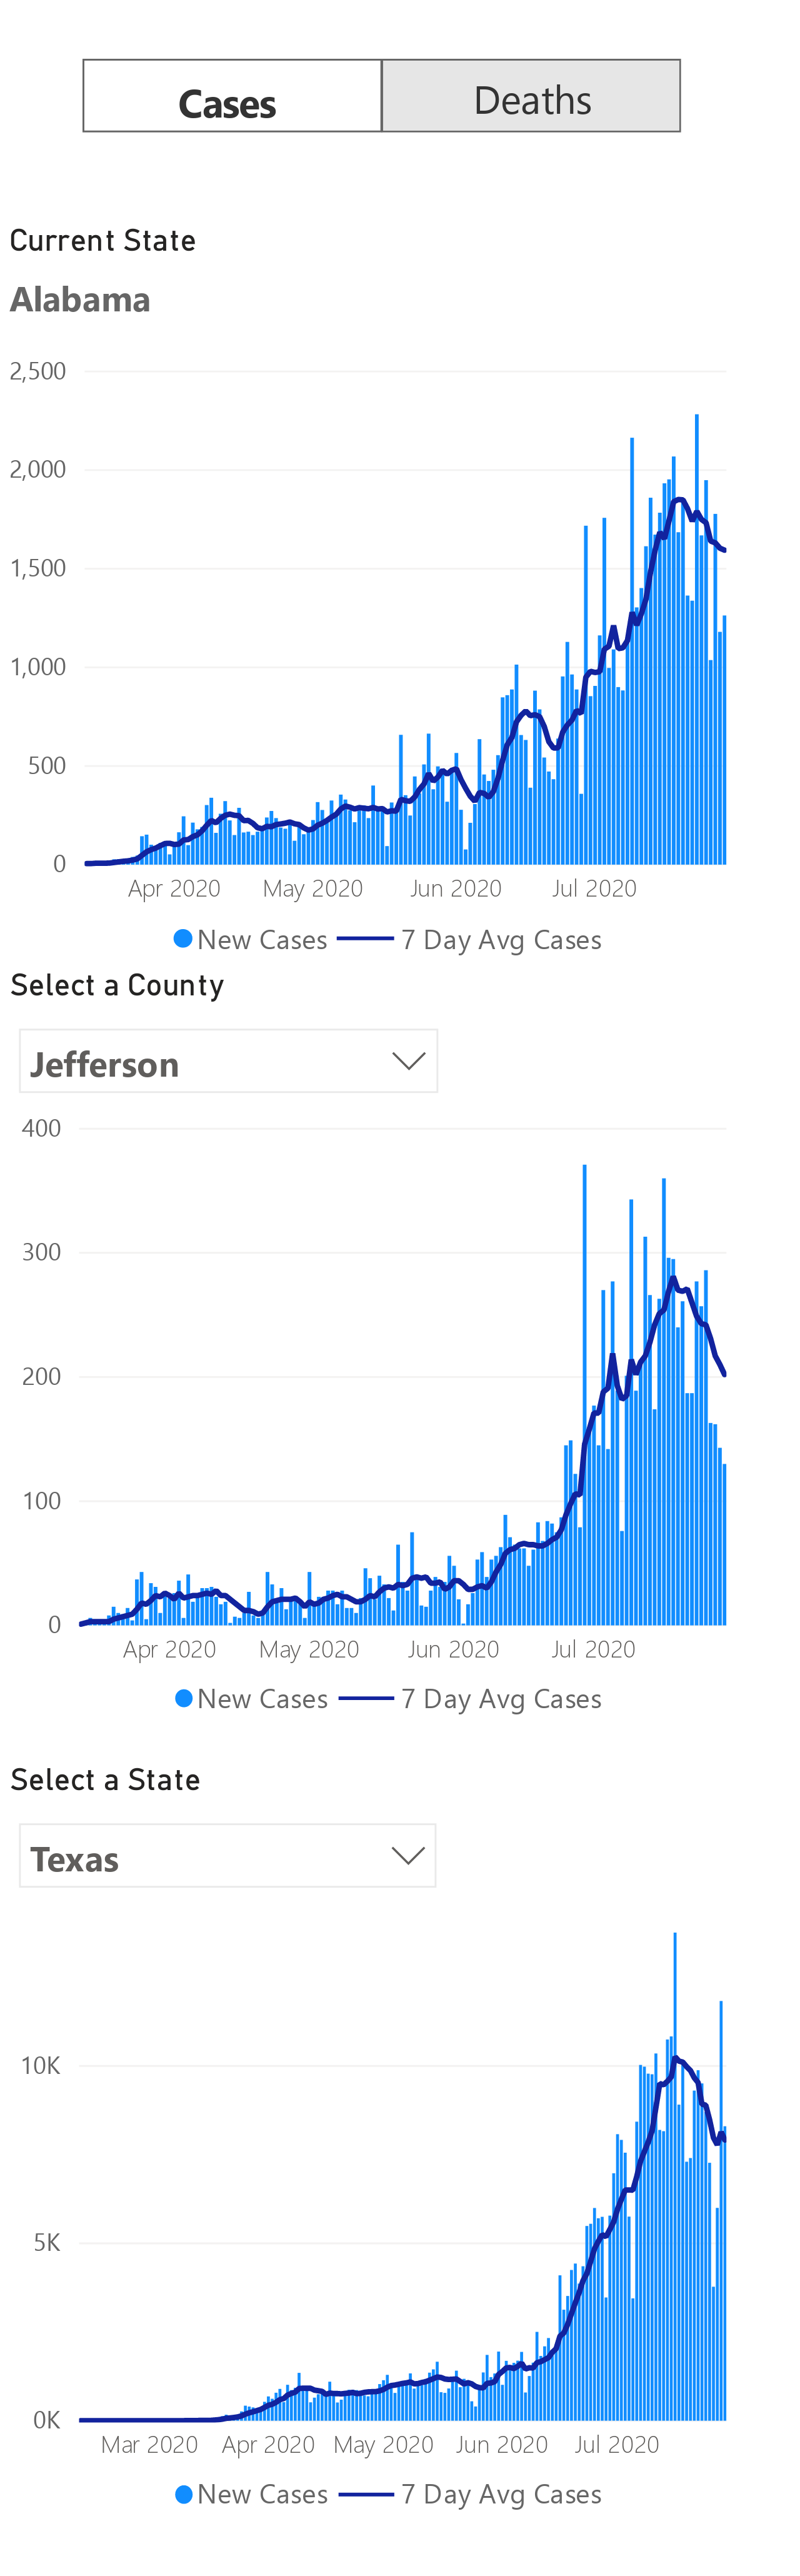 Cases Deaths
Current State
Alabama
2,500
2,000
1,500
1,000
500
0
Apr 2020 May 2020 Jun 2020 Jul 2020
New Cases 7 Day Avg Cases
Select a County
Jefferson
400
300
200
100
0
Apr 2020 May 2020 Jun 2020 Jul 2020
New Cases 7 Day Avg Cases
Select a State
Texas
10K
5K
0K
Mar 2020 Apr 2020 May 2020 Jun 2020 Jul 2020
New Cases 7 Day Avg Cases